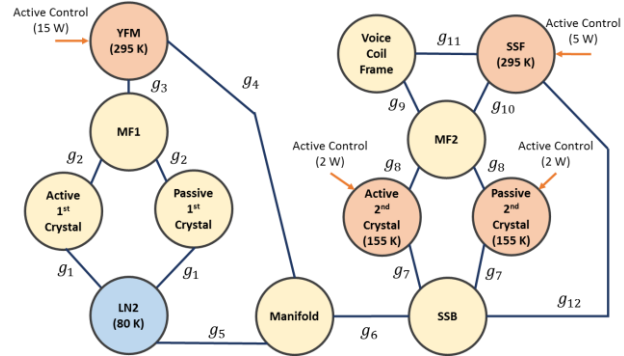 Active Control
(15 W)
YFM
(295 K)
g₃
g₄
MF1
g₂
g₂
Active
1st
Crystal
Passive
1st
Crystal
g₁
g₁
LN2
(80 K)
g₅
Manifold
g₆
Voice
Coil
Frame
g₁₁
SSF
(295 K)
Active Control
(5 W)
g₉
g₁₀
MF2
Active Control
(2 W)
g₈
g₈
Active Control
(2 W)
Active
2nd
Crystal
(155 K)
Passive
2nd
Crystal
(155 K)
g₇
g₇
SSB
g₁₂